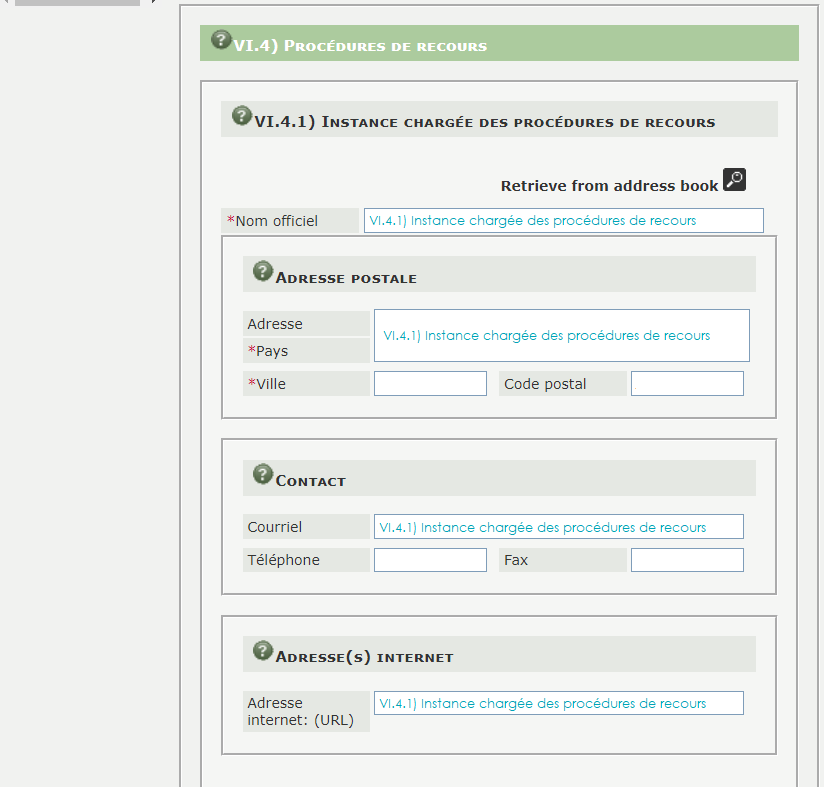 VI.4) Procédures de recours
VI.4.1) Instance chargée des procédures de recours
Retrieve from address book
*Nom officiel VI.4.1) Instance chargée des procédures de recours
Adresse postale
Adresse
VI.4.1) Instance chargée des procédures de recours
*Pays
*Ville Code postal
Contact
Courriel VI.4.1) Instance chargée des procédures de recours
Téléphone Fax
Adresse(s) internet
Adresse VI.4.1) Instance chargée des procédures de recours
internet: (URL)